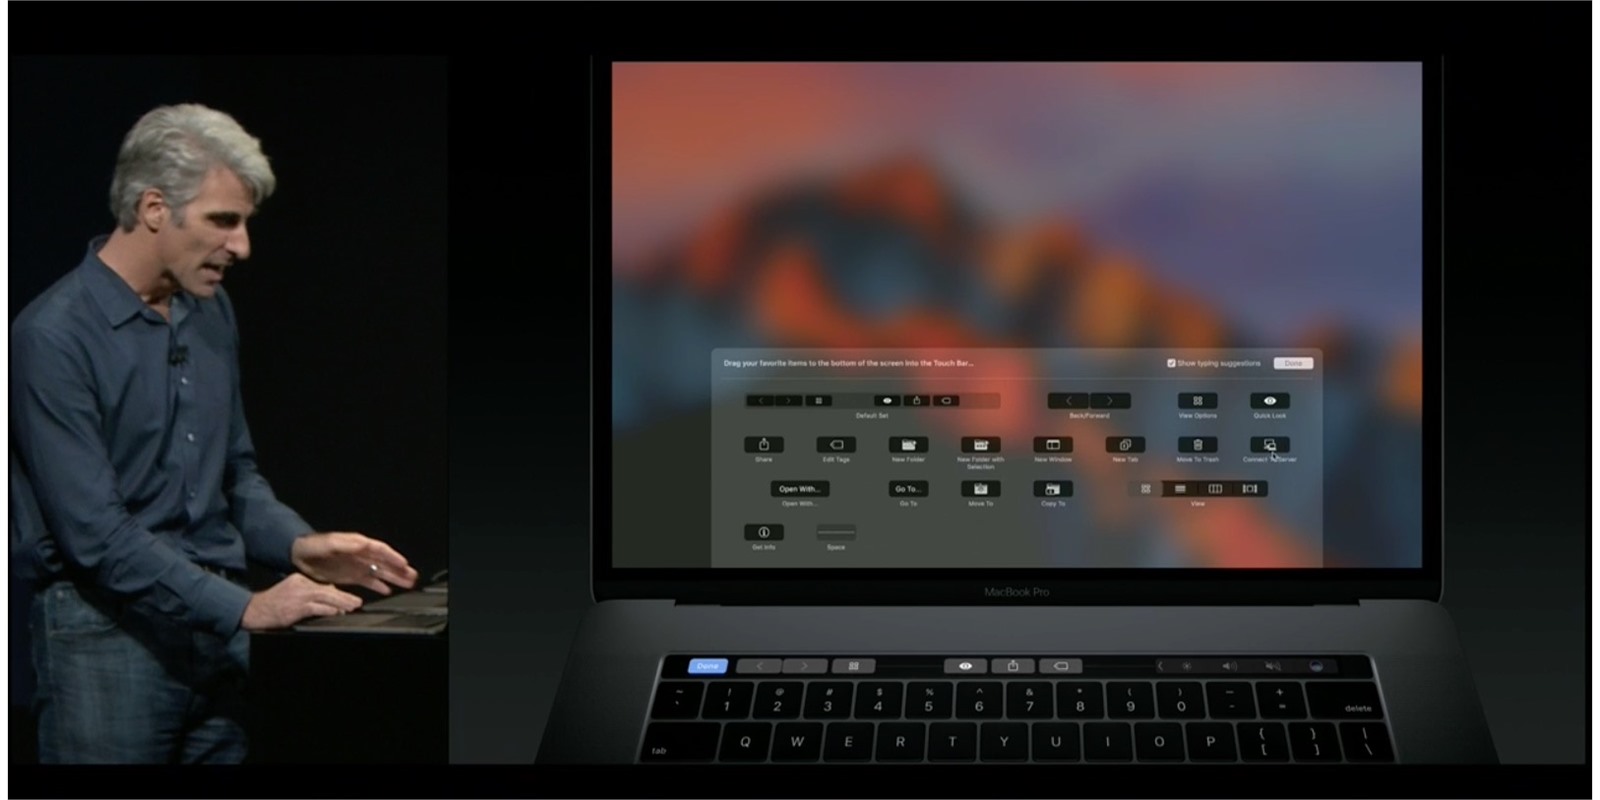 Drag your favorite items to the bottom of the screen into the Touch Bar...
Show typing suggestions
Done
Default Set
Back/Forward
View Options
Quick Look
Share
Edit Tags
New Folder
New Folder with
Selection
New Window
New Tab
Move To Trash
Connect To Server
Open With...
Go To...
Open With...
Go To
Move To
Copy To
View
Get Info
Space
MacBook Pro
Done
~ ! @ # $ % ^ & * ( ) _ +
` 1 2 3 4 5 6 7 8 9 0 - = delete
tab Q W E R T Y U I O P { [ } ] | \